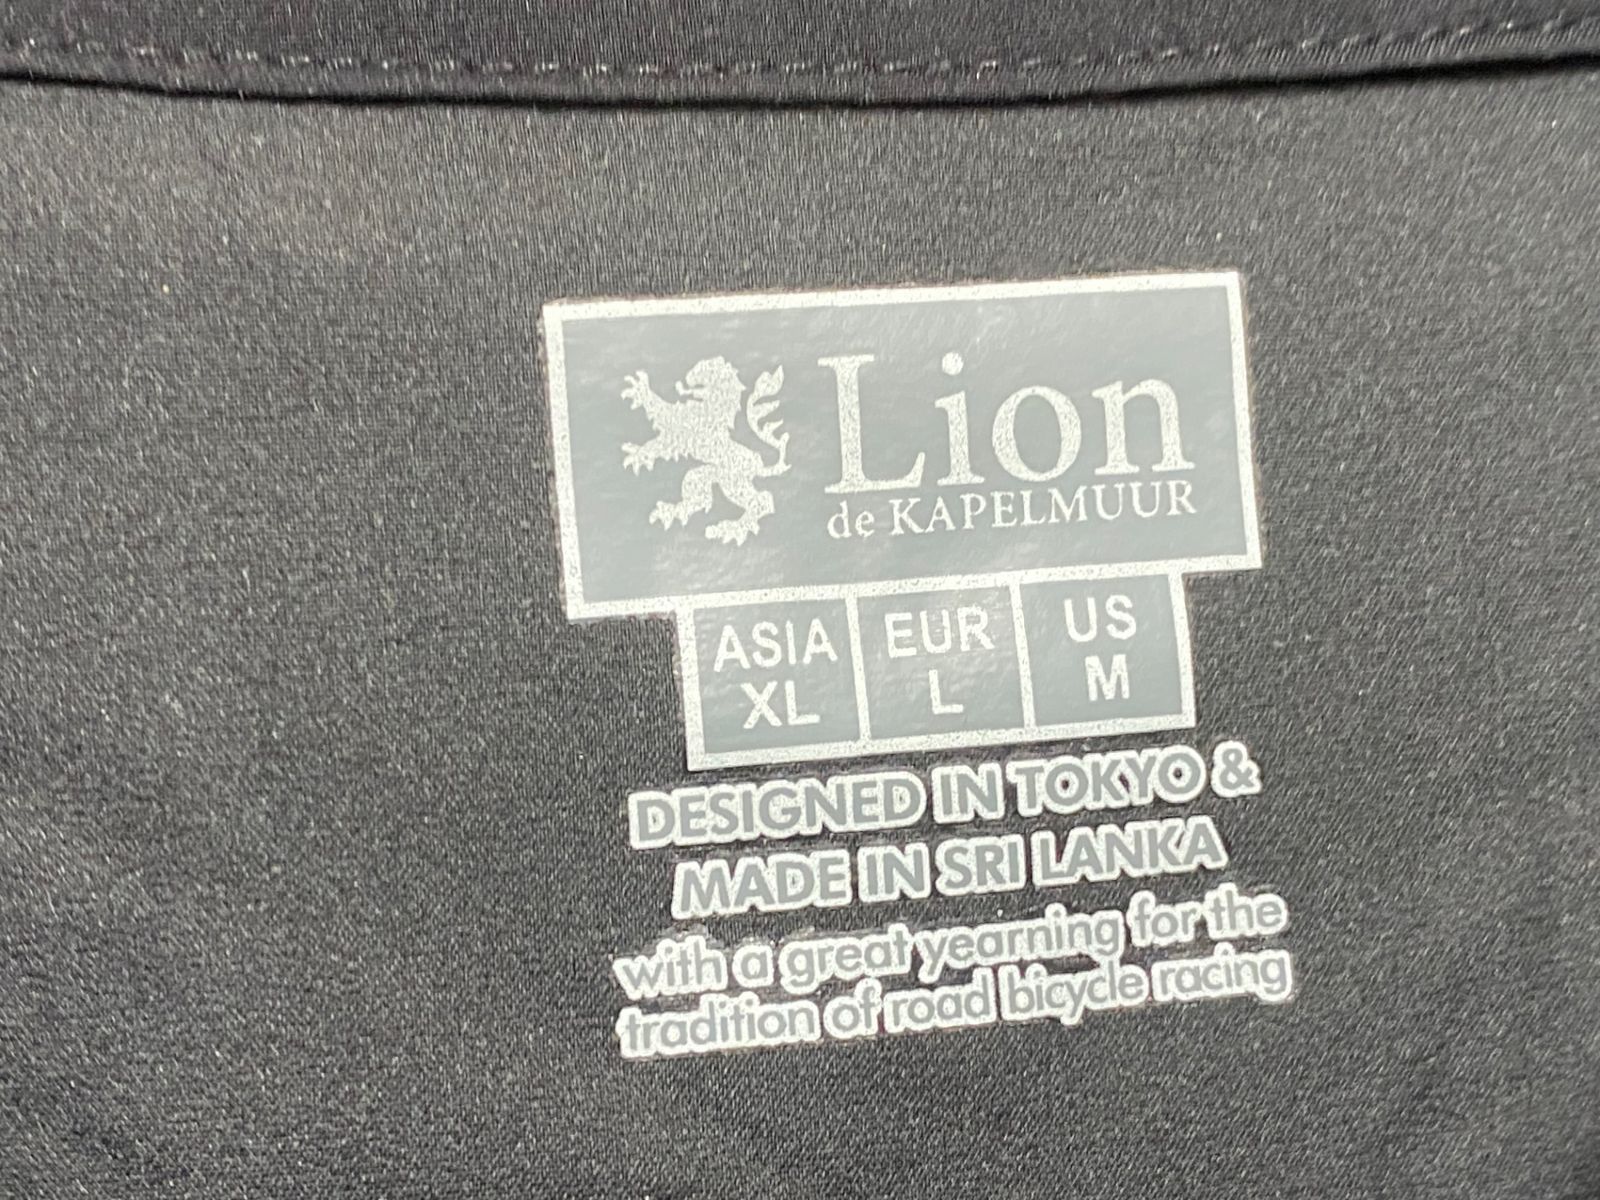 Lion
de KAPELMUUR
ASIA EUR US
XL L M
DESIGNED IN TOKYO &
MADE IN SRI LANKA
with a great yearning for the
tradition of road bicycle racing